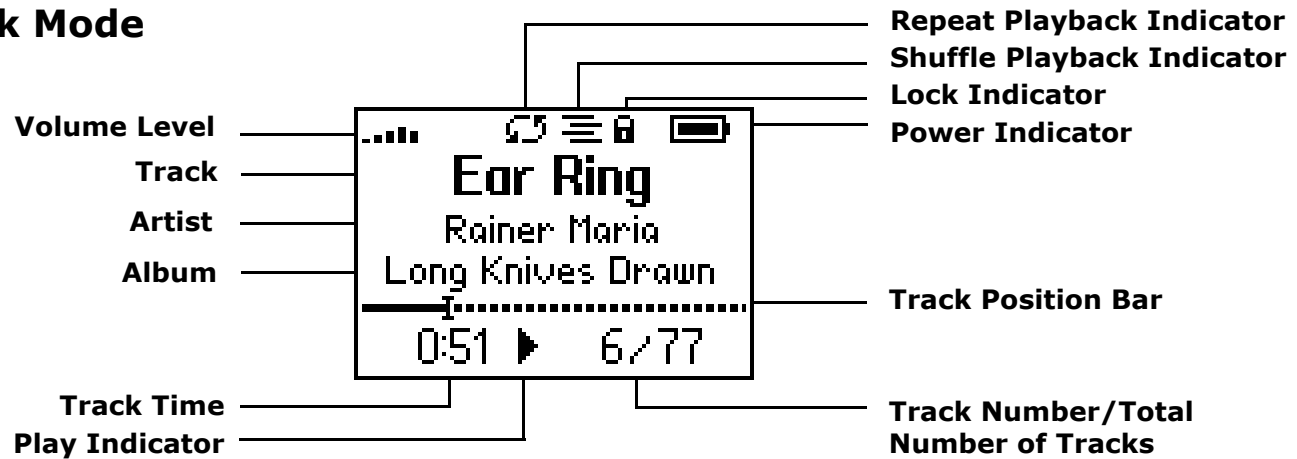 k Mode
Repeat Playback Indicator
Shuffle Playback Indicator
Lock Indicator
Power Indicator
Volume Level
Track
Artist
Album
Ear Ring
Rainer Maria
Long Knives Drawn
0:51 6/77
Track Position Bar
Track Time
Play Indicator
Track Number/Total
Number of Tracks